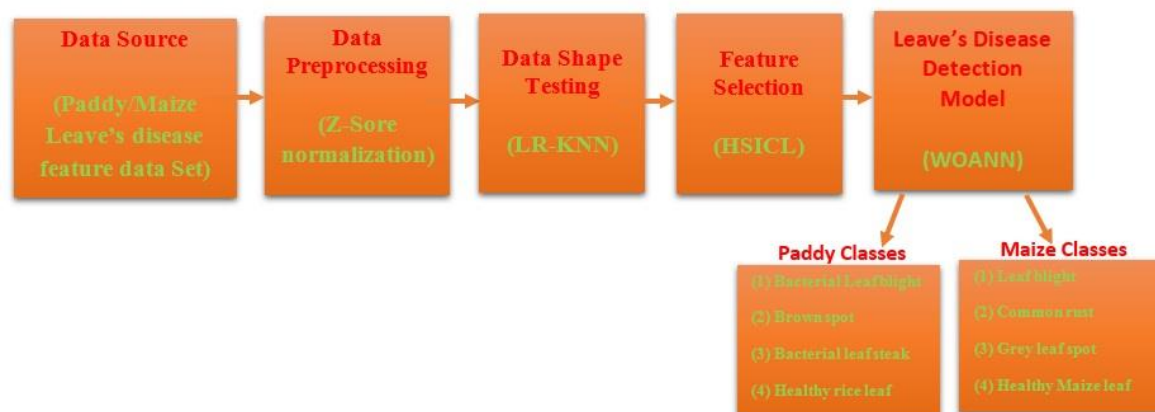 Data Source
(Paddy/Maize
Leave's disease
feature data Set)
Data
Preprocessing
(Z-Sore
normalization)
Data Shape
Testing
(LR-KNN)
Feature
Selection
(HSICL)
Leave's Disease
Detection
Model
(WOANN)
Paddy Classes
(1) Bacterial Leaf blight
(2) Brown spot
(3) Bacterial leaf steak
(4) Healthy rice leaf
Maize Classes
(1) Leaf blight
(2) Common rust
(3) Grey leaf spot
(4) Healthy Maize leaf